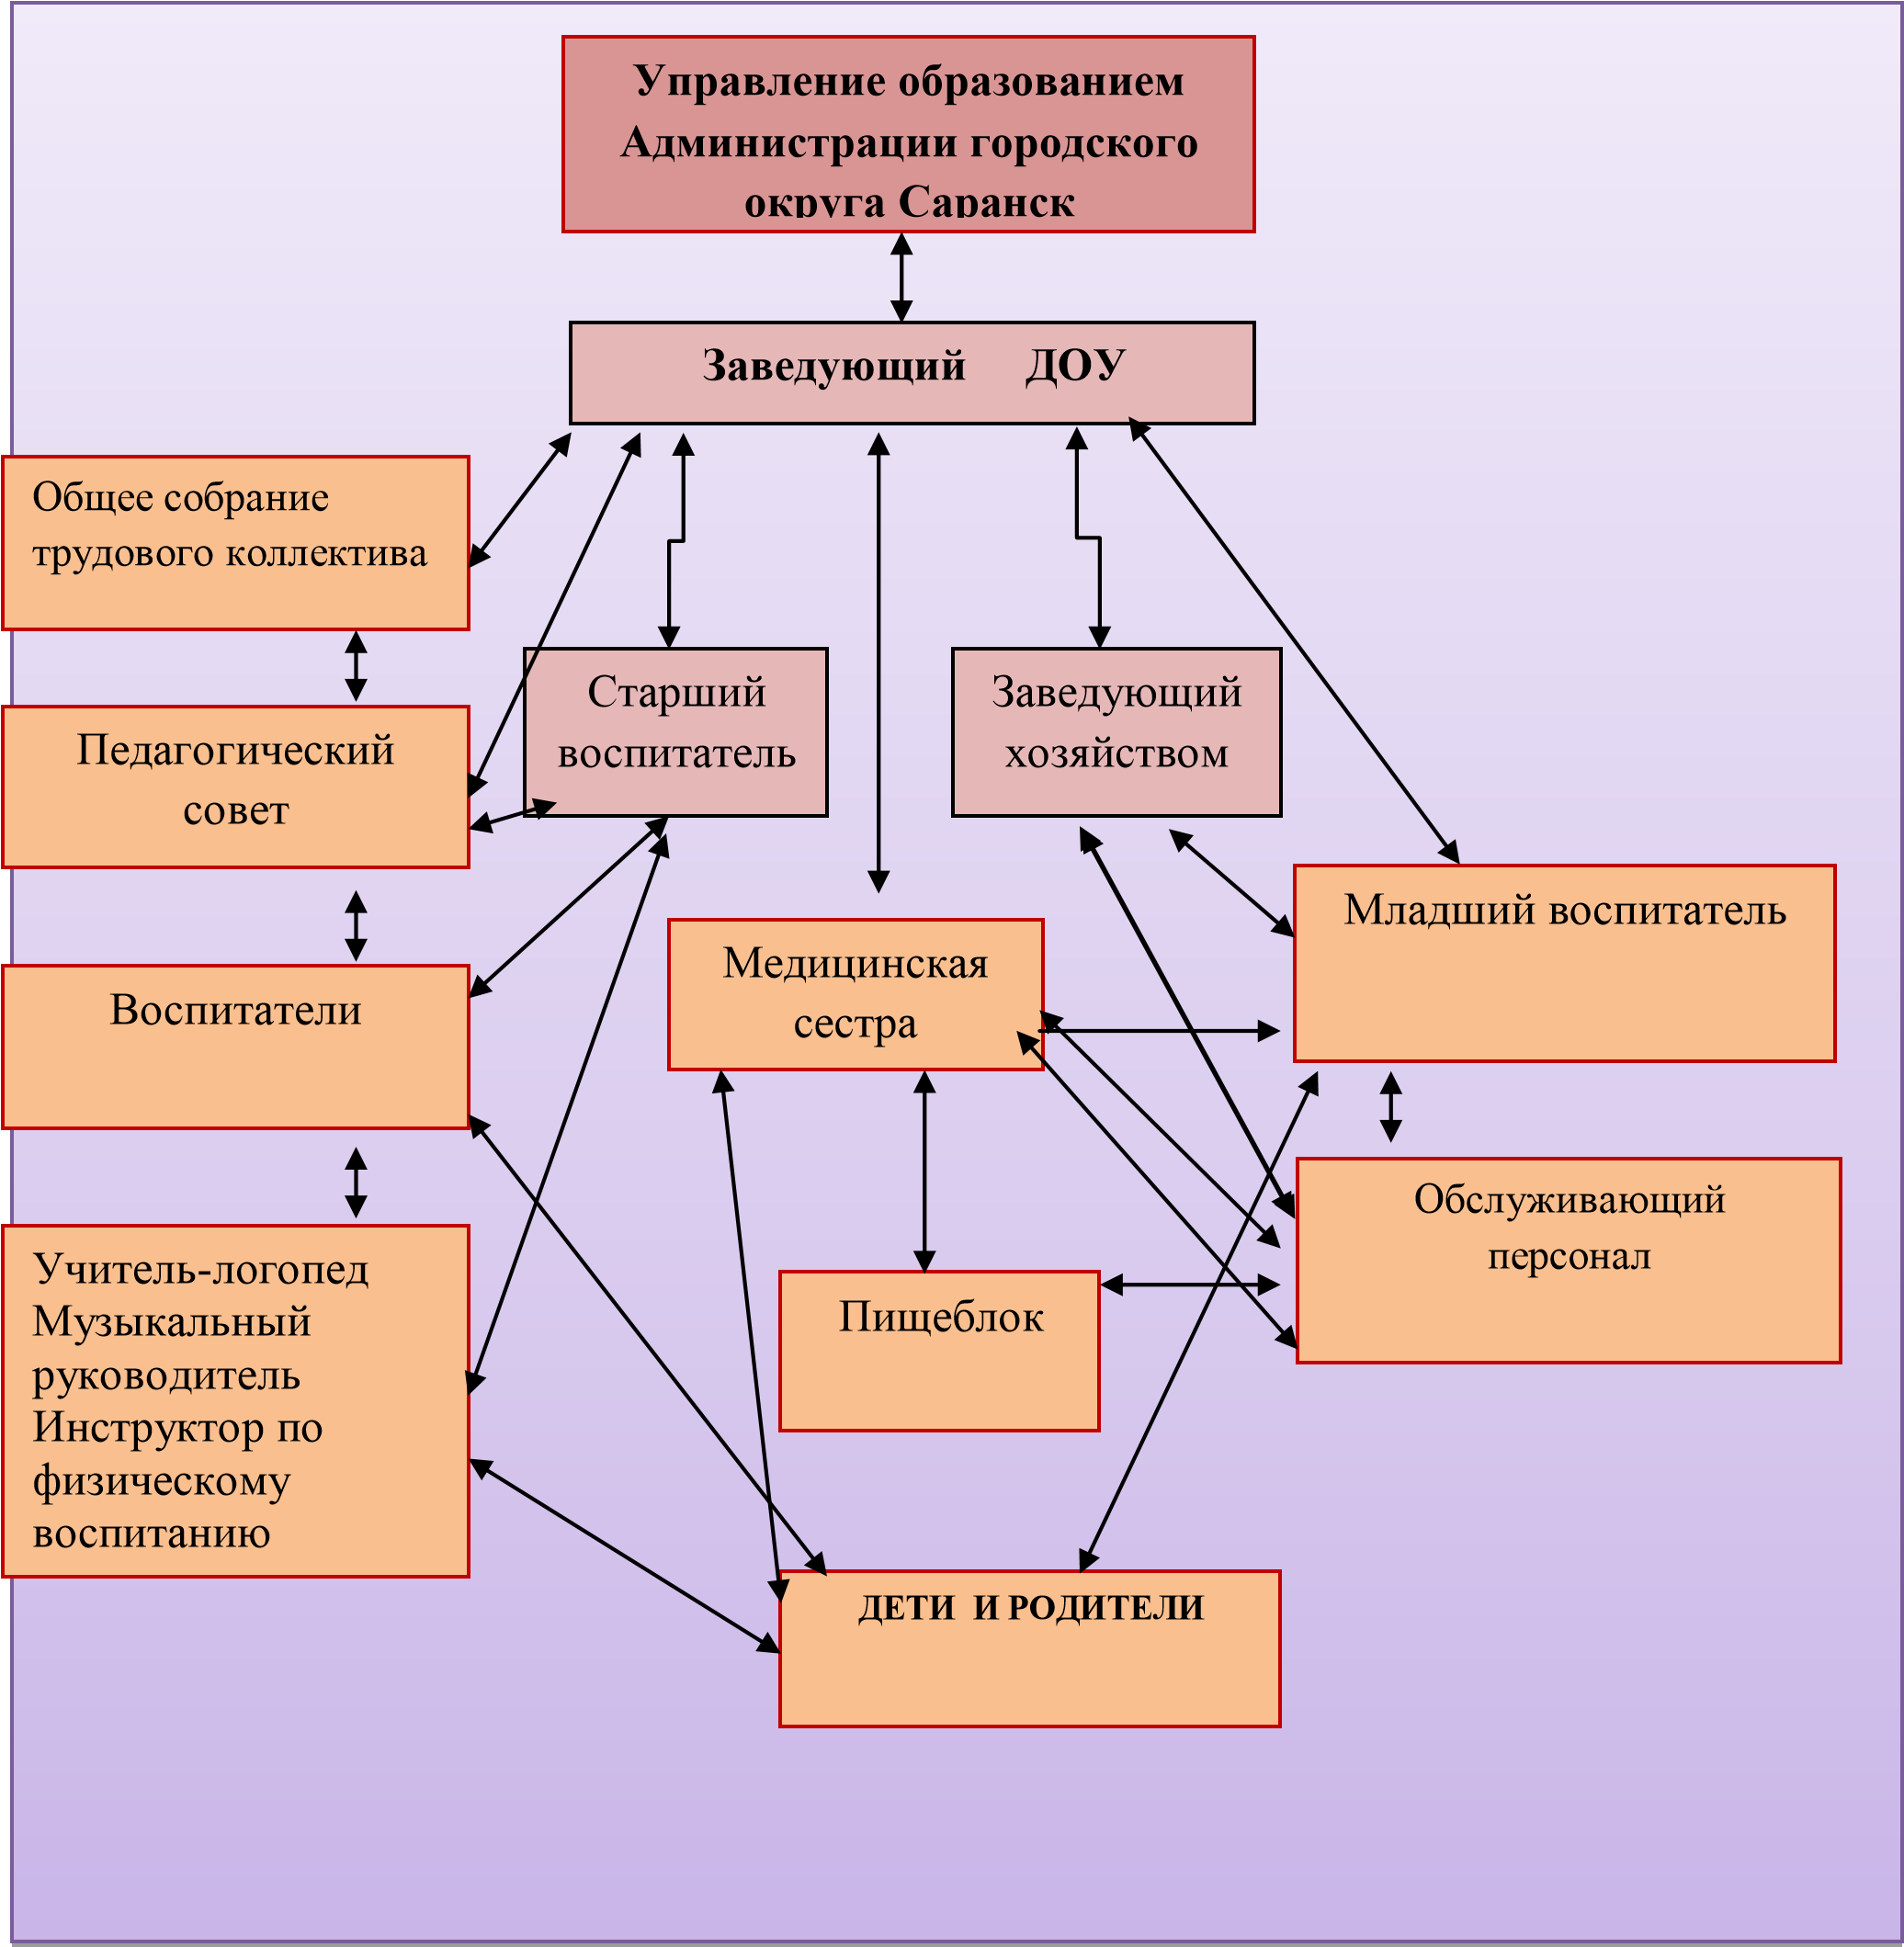 Управление образованием
Администрации городского
округа Саранск
Заведующий ДОУ
Общее собрание
трудового коллектива
Старший
воспитатель
Заведующий
хозяйством
Педагогический
совет
Младший воспитатель
Медицинская
сестра
Воспитатели
Обслуживающий
персонал
Учитель-логопед
Музыкальный
руководитель
Инструктор по
физическому
воспитанию
Пищеблок
ДЕТИ И РОДИТЕЛИ